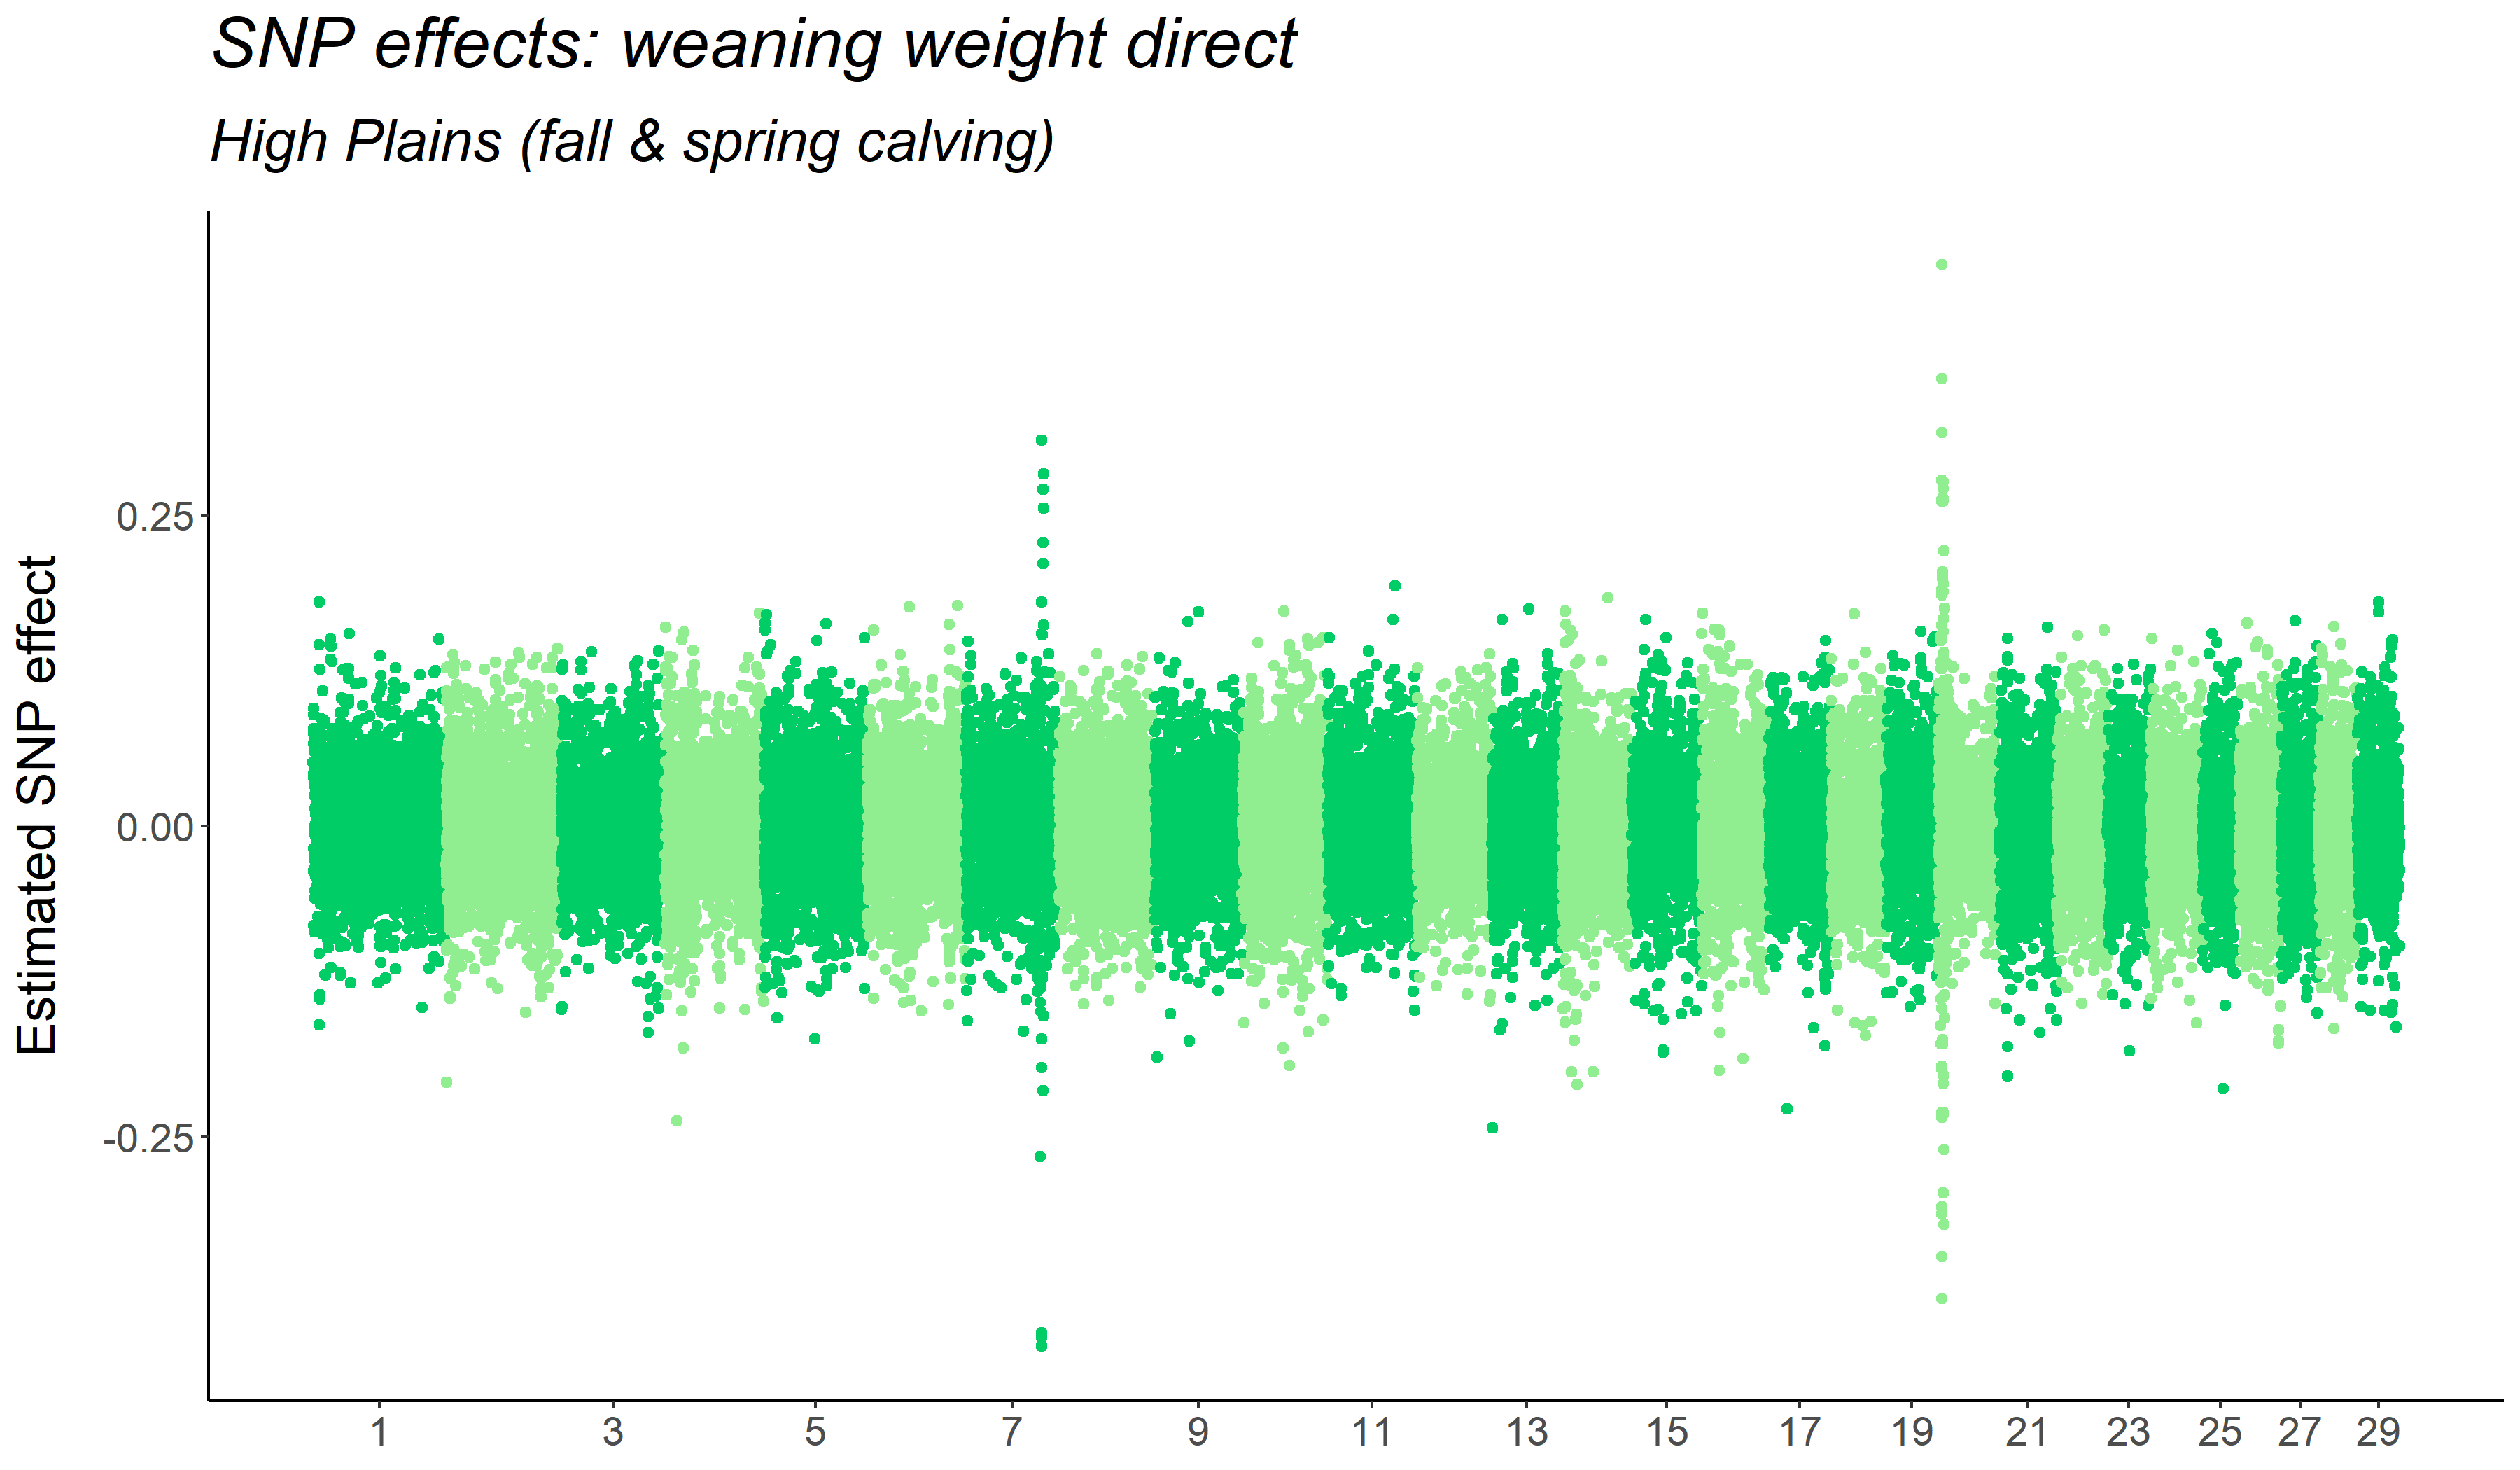 SNP effects: weaning weight direct
High Plains (fall & spring calving)
Estimated SNP effect
0.25
0.00
-0.25
1 3 5 7 9 11 13 15 17 19 21 23 25 27 29